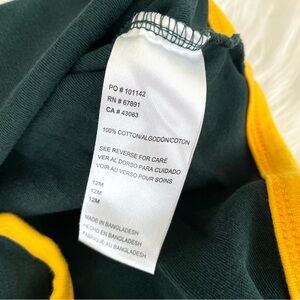 PO # 101142
RN # 67891
CA # 43063
100% COTTON/ALGODÓN/COTON
SEE REVERSE FOR CARE
VER AL DORSO PARA CUIDADO
VOIR AU VERSO POUR SOINS
12M
12M
12M
MADE IN BANGLADESH
HECHO EN BANGLADESH
FABRIQUÉ AU BANGLADESH